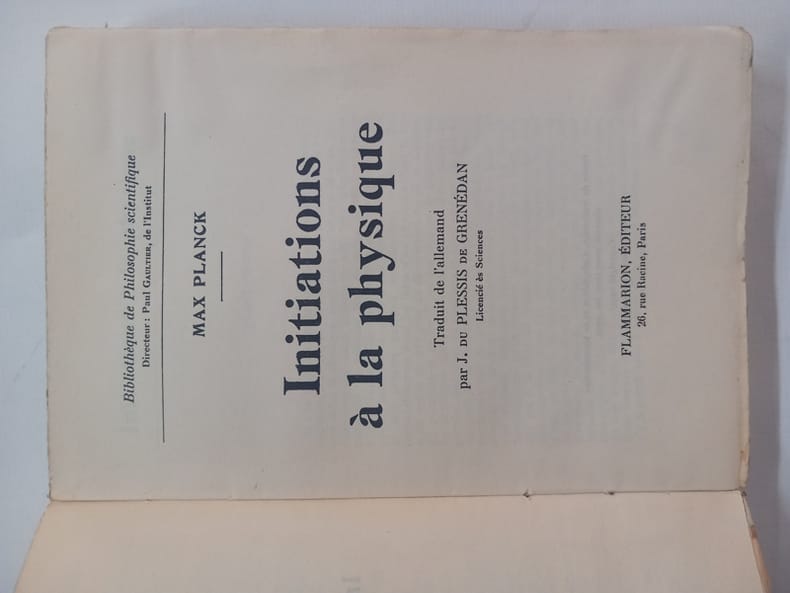 Bibliothèque de Philosophie scientifique
Directeur : Paul GAULTIER, de l'Institut
MAX PLANCK
Initiations
à la physique
Traduit de l'allemand
par J. DU PLESSIS DE GRENÉDAN
Licencié ès Sciences
FLAMMARION, ÉDITEUR
26, rue Racine, Paris